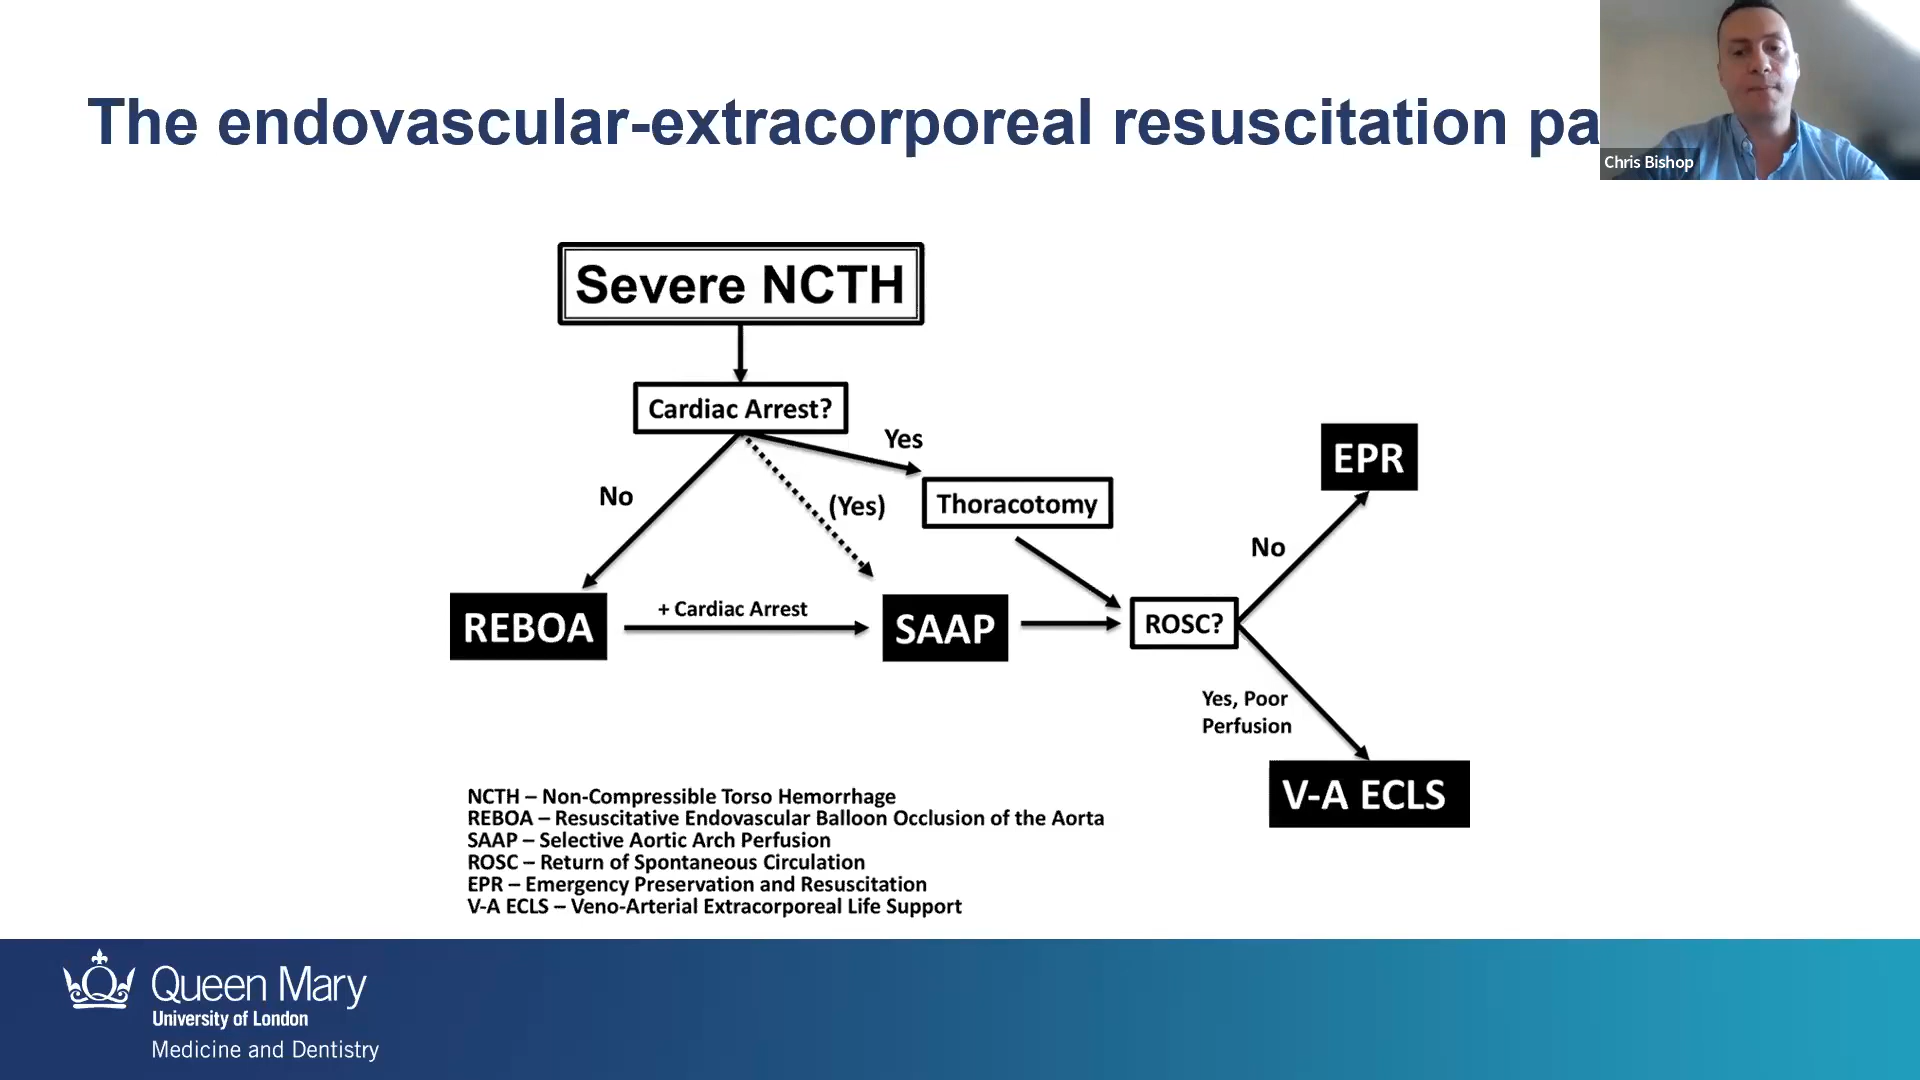 The endovascular-extracorporeal resuscitation pa
Chris Bishop
Severe NCTH
Cardiac Arrest?
Yes
No
(Yes)
Thoracotomy
EPR
No
REBOA
+ Cardiac Arrest
SAAP
ROSC?
Yes, Poor
Perfusion
V-A ECLS
NCTH – Non-Compressible Torso Hemorrhage
REBOA – Resuscitative Endovascular Balloon Occlusion of the Aorta
SAAP – Selective Aortic Arch Perfusion
ROSC – Return of Spontaneous Circulation
EPR – Emergency Preservation and Resuscitation
V-A ECLS – Veno-Arterial Extracorporeal Life Support
Queen Mary
University of London
Medicine and Dentistry